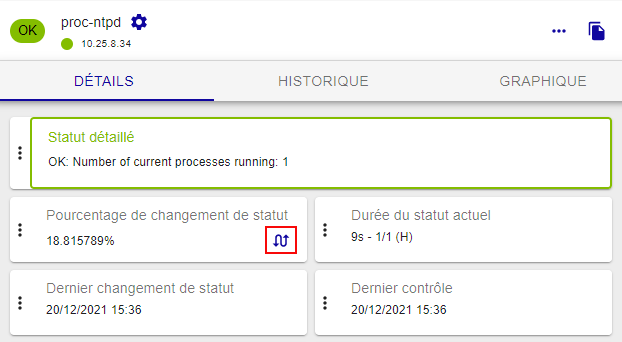 OK
proc-ntpd
10.25.8.34
DÉTAILS
HISTORIQUE
GRAPHIQUE
Statut détaillé
OK: Number of current processes running: 1
Pourcentage de changement de statut
18.815789%
Durée du statut actuel
9s - 1/1 (H)
Dernier changement de statut
20/12/2021 15:36
Dernier contrôle
20/12/2021 15:36